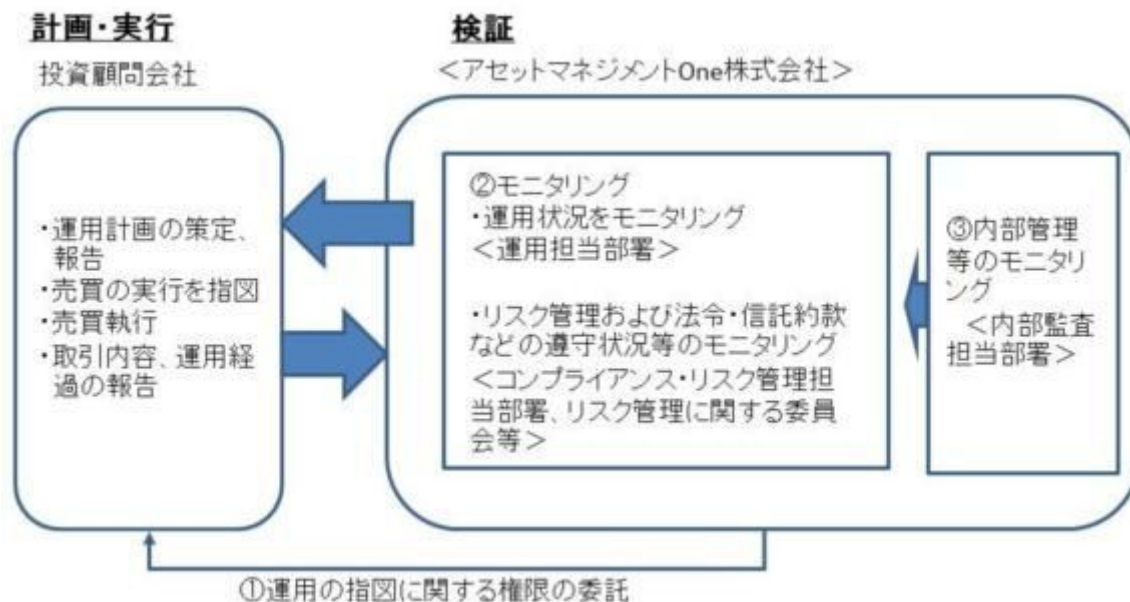 計画・実行
投資顧問会社
・運用計画の策定、
報告
・売買の実行を指図
・売買執行
・取引内容、運用経
過の報告
検証
＜アセットマネジメントOne株式会社＞
②モニタリング
・運用状況をモニタリング
＜運用担当部署＞
・リスク管理および法令・信託約款
などの遵守状況等のモニタリング
＜コンプライアンス・リスク管理担
当部署、リスク管理に関する委員
会等＞
③内部管理
等のモニタリ
ング
＜内部監査
担当部署＞
①運用の指図に関する権限の委託